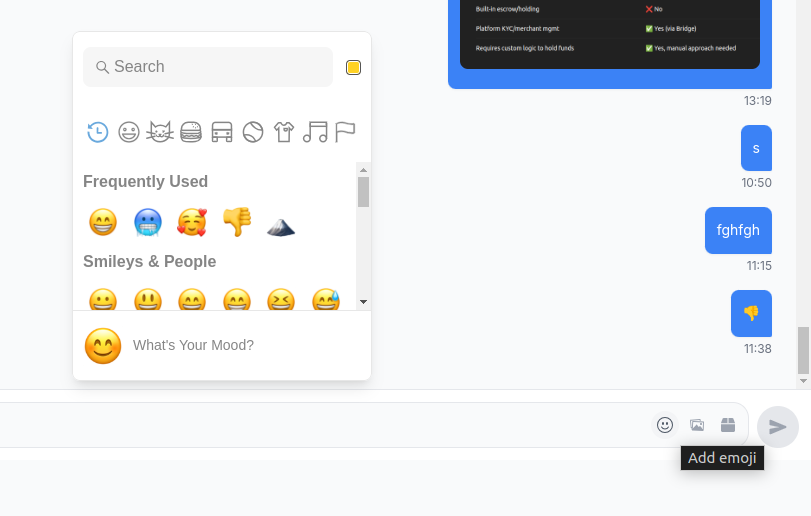 Built-in escrow/holding ❌ No
Platform KYC/merchant mgmt ✅ Yes (via Bridge)
Requires custom logic to hold funds ✅ Yes, manual approach needed
13:19
Search
s
10:50
Frequently Used
fghfgh
11:15
Smileys & People
11:38
What's Your Mood?
Add emoji